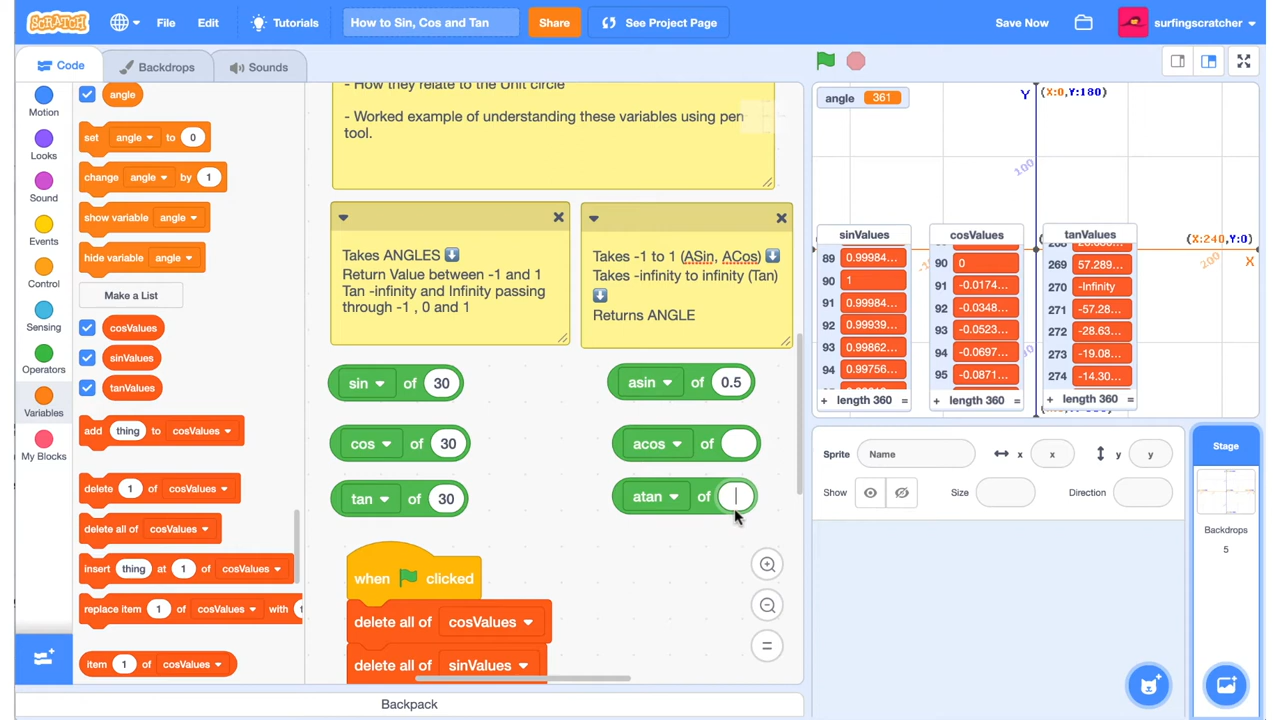 SCRATCH
File
Edit
Tutorials
How to Sin, Cos and Tan
Share
See Project Page
Save Now
surfingscratcher
Code
Backdrops
Sounds
Motion
Looks
Sound
Events
Control
Sensing
Operators
Variables
My Blocks
angle
set angle to 0
change angle by 1
show variable angle
hide variable angle
Make a List
cosValues
sinValues
tanValues
add thing to cosValues
delete 1 of cosValues
delete all of cosValues
insert thing at 1 of cosValues
replace item 1 of cosValues with
item 1 of cosValues
- How they relate to the Unit circle
- Worked example of understanding these variables using pen
tool.
Takes ANGLES ⬇️
Return Value between -1 and 1
Tan -infinity and Infinity passing
through -1 , 0 and 1
Takes -1 to 1 (ASin, ACos) ⬇️
Takes -infinity to infinity (Tan)
⬇️
Returns ANGLE
sin of 30
asin of 0.5
cos of 30
acos of
tan of 30
atan of
when clicked
delete all of cosValues
delete all of sinValues
Backpack
angle 361
Y
(X:0,Y:180)
100
(X:240,Y:0)
X
200
sinValues
89 0.99984...
90 1
91 0.99984...
92 0.99939...
93 0.99862...
94 0.99756...
+ length 360 =
cosValues
90 0
91 -0.0174...
92 -0.0348...
93 -0.0523...
94 -0.0697...
95 -0.0871...
+ length 360 =
tanValues
269 57.289...
270 -Infinity
271 -57.28...
272 -28.63...
273 -19.08...
274 -14.30...
+ length 360 =
Sprite
Name
x
x
y
y
Show
Size
Direction
Stage
Backdrops
5